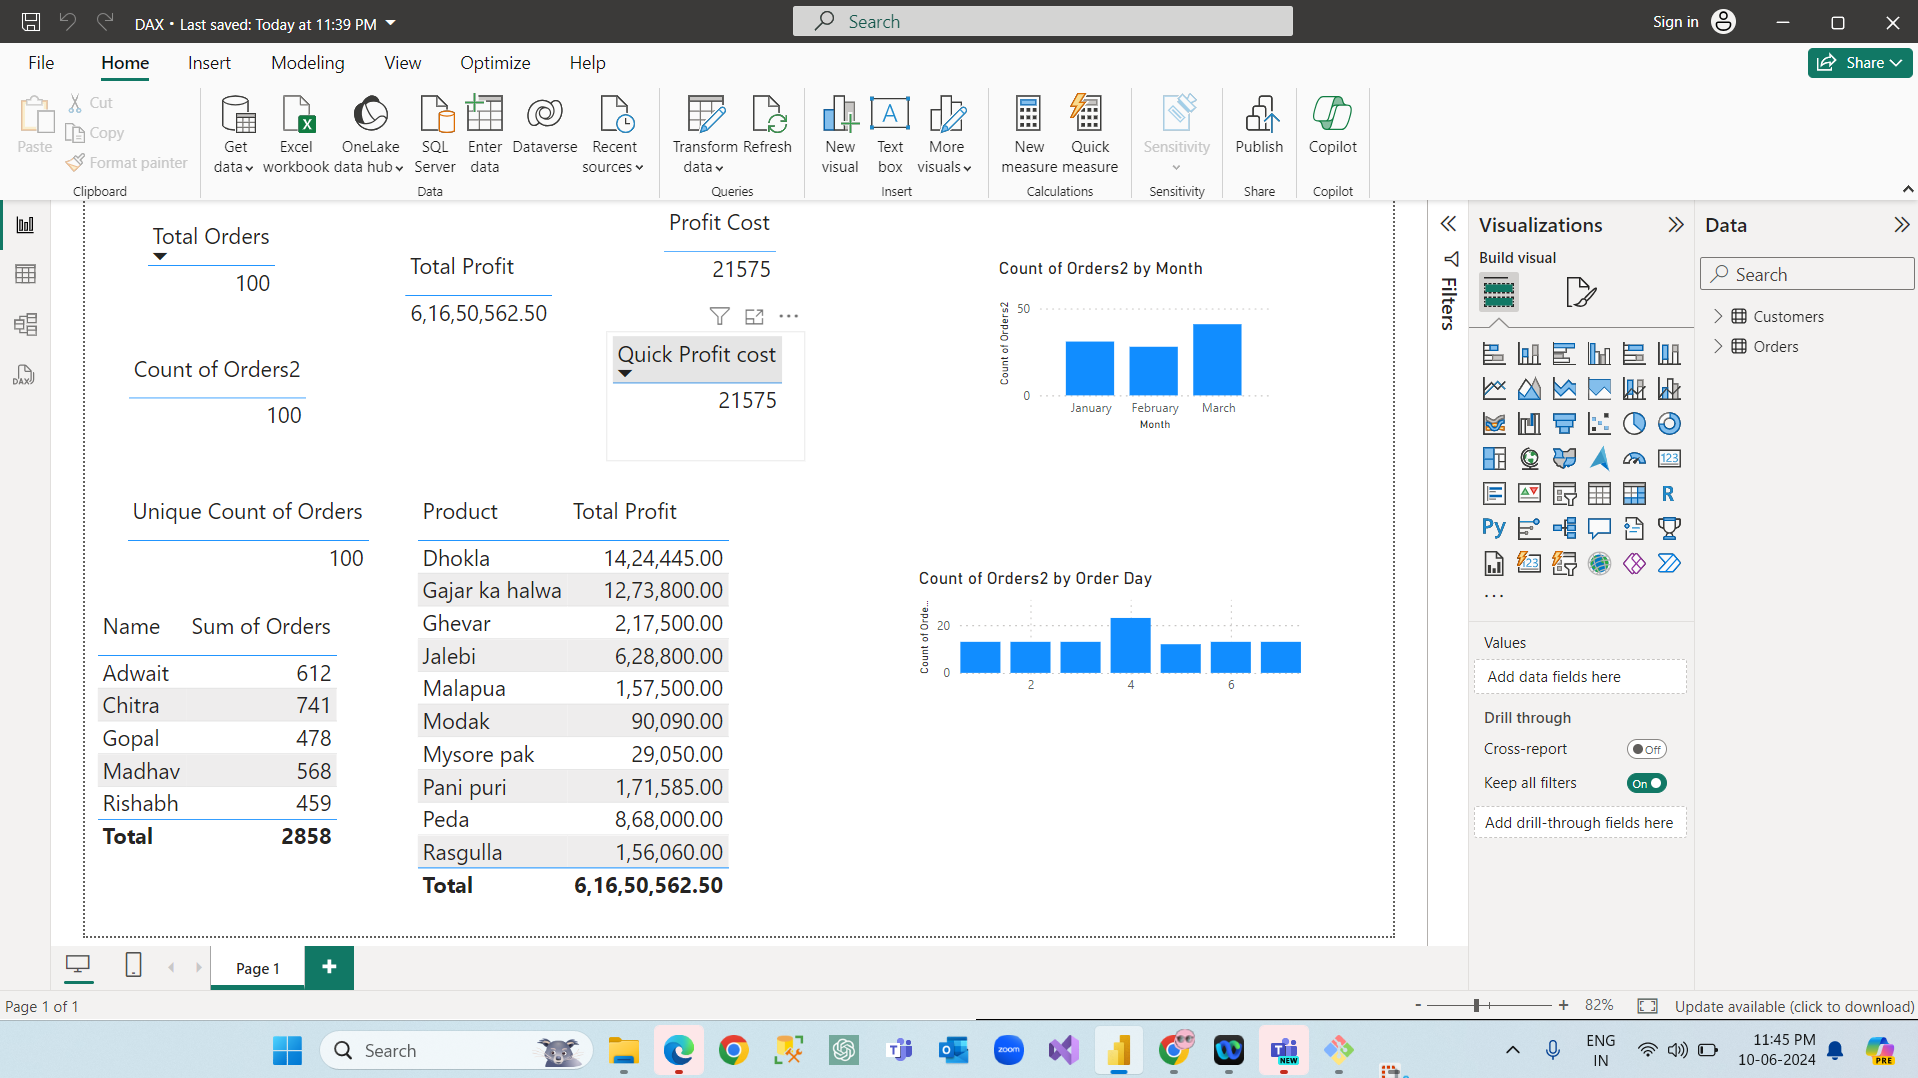 DAX • Last saved: Today at 11:39 PM
Search
Sign in
File
Home
Insert
Modeling
View
Optimize
Help
Share
Paste
Cut
Copy
Format painter
Clipboard
Get data
Excel workbook
OneLake data hub
SQL Server
Enter data
Dataverse
Recent sources
Data
Transform data
Refresh
Queries
New visual
Text box
More visuals
Insert
New measure
Quick measure
Calculations
Sensitivity
Sensitivity
Publish
Share
Copilot
Copilot
Total Orders
100
Total Profit
6,16,50,562.50
Profit Cost
21575
Count of Orders2
100
Quick Profit cost
21575
Count of Orders2 by Month
Count of Orders2
50
0
January
February
March
Month
Unique Count of Orders
100
Name Sum of Orders
Adwait 612
Chitra 741
Gopal 478
Madhav 568
Rishabh 459
Total 2858
Product Total Profit
Dhokla 14,24,445.00
Gajar ka halwa 12,73,800.00
Ghevar 2,17,500.00
Jalebi 6,28,800.00
Malapua 1,57,500.00
Modak 90,090.00
Mysore pak 29,050.00
Pani puri 1,71,585.00
Peda 8,68,000.00
Rasgulla 1,56,060.00
Total 6,16,50,562.50
Count of Orders2 by Order Day
Count of Orde...
20
0
2
4
6
Filters
Visualizations
Build visual
123
R
Py
123
...
Values
Add data fields here
Drill through
Cross-report
Off
Keep all filters
On
Add drill-through fields here
Data
Search
Customers
Orders
DAX
Page 1
+
Page 1 of 1
- + 82%
Update available (click to download)
Search
zoom
NEW
ENG
IN
11:45 PM
10-06-2024
PRE